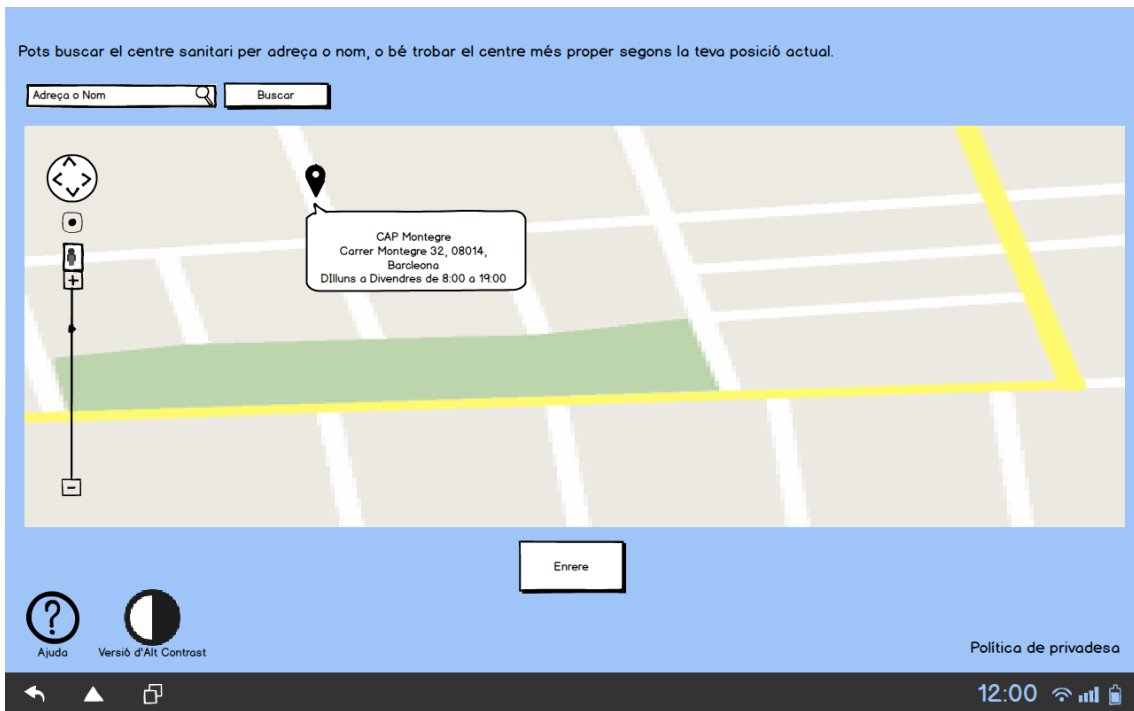 Pots buscar el centre sanitari per adreça o nom, o bé trobar el centre més proper segons la teva posició actual.
Adreça o Nom
Buscar
CAP Montegre
Carrer Montegre 32, 08014,
Barcleona
DIlluns a Divendres de 8:00 a 19:00
Enrere
Ajuda
Versió d'Alt Contrast
Política de privadesa
12:00